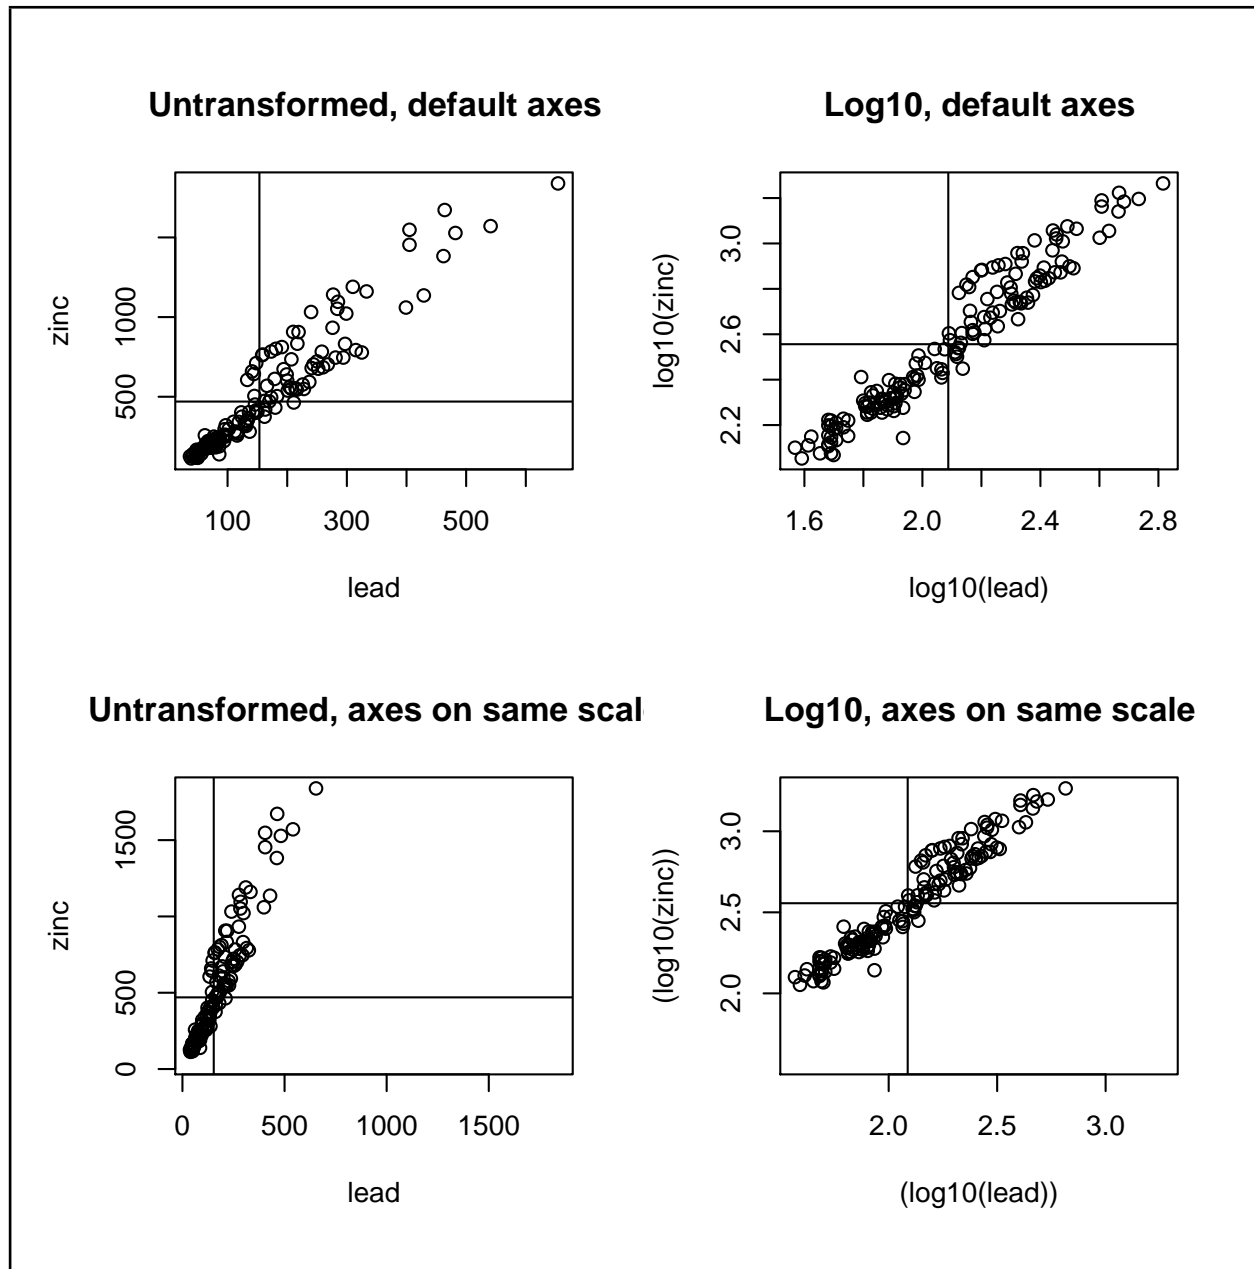 Untransformed, default axes
zinc
1000
500
100
300
500
lead
Log10, default axes
log10(zinc)
3.0
2.6
2.2
1.6
2.0
2.4
2.8
log10(lead)
Untransformed, axes on same scal
zinc
1500
500
0
0
500
1000
1500
lead
Log10, axes on same scale
(log10(zinc))
3.0
2.5
2.0
2.0
2.5
3.0
(log10(lead))